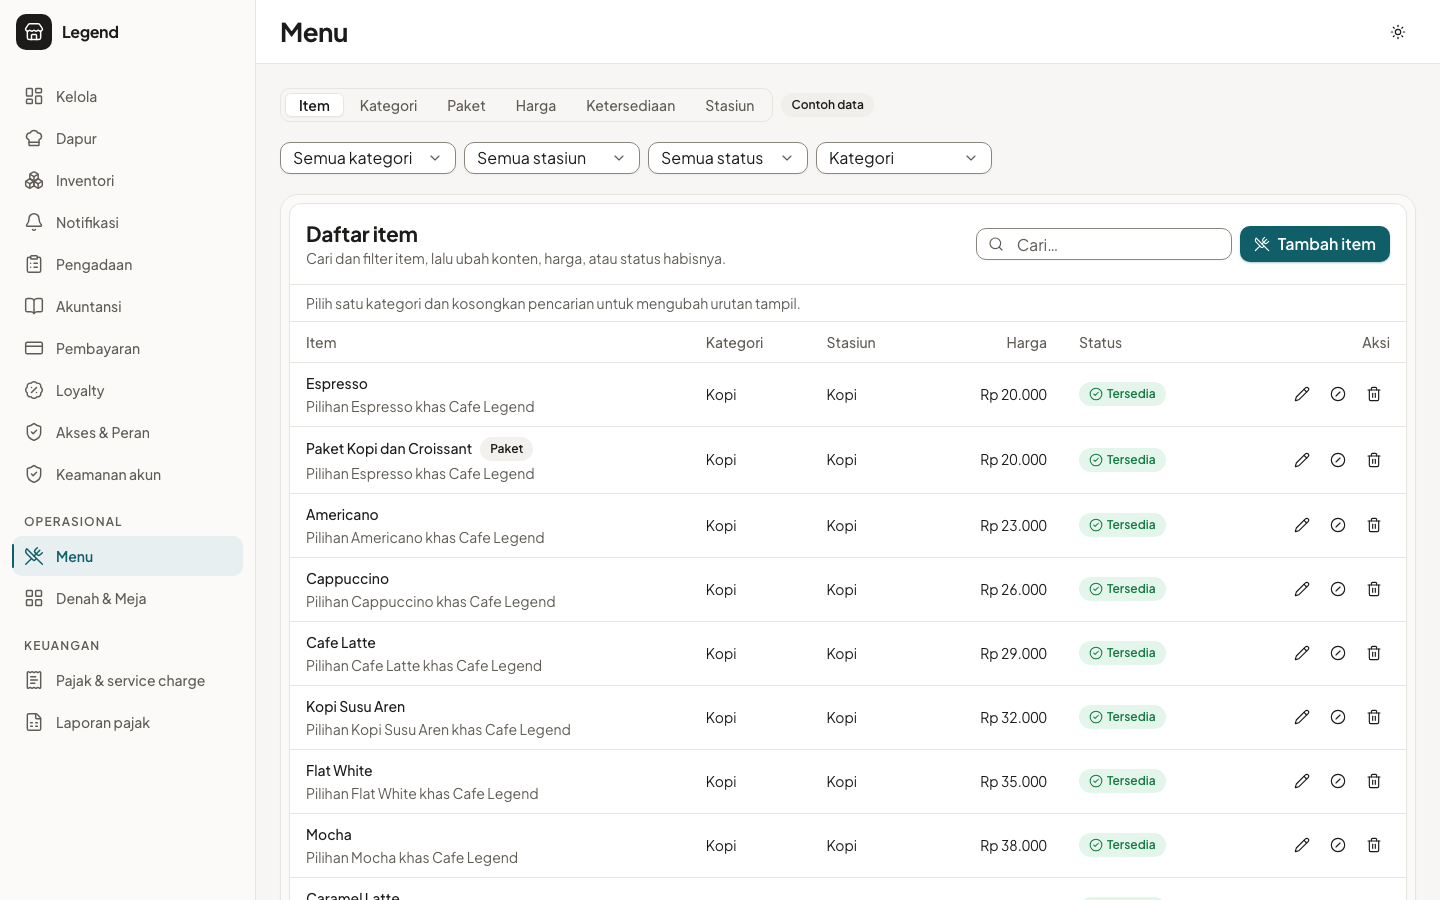 Legend
Menu
Kelola
Dapur
Inventori
Notifikasi
Pengadaan
Akuntansi
Pembayaran
Loyalty
Akses & Peran
Keamanan akun
OPERASIONAL
Menu
Denah & Meja
KEUANGAN
Pajak & service charge
Laporan pajak
Item Kategori Paket Harga Ketersediaan Stasiun Contoh data
Semua kategori Semua stasiun Semua status Kategori
Daftar item
Cari dan filter item, lalu ubah konten, harga, atau status habisnya.
Cari... Tambah item
Pilih satu kategori dan kosongkan pencarian untuk mengubah urutan tampil.
Item Kategori Stasiun Harga Status Aksi
Espresso
Pilihan Espresso khas Cafe Legend
Kopi Kopi Rp 20.000 Tersedia
Paket Kopi dan Croissant Paket
Pilihan Espresso khas Cafe Legend
Kopi Kopi Rp 20.000 Tersedia
Americano
Pilihan Americano khas Cafe Legend
Kopi Kopi Rp 23.000 Tersedia
Cappuccino
Pilihan Cappuccino khas Cafe Legend
Kopi Kopi Rp 26.000 Tersedia
Cafe Latte
Pilihan Cafe Latte khas Cafe Legend
Kopi Kopi Rp 29.000 Tersedia
Kopi Susu Aren
Pilihan Kopi Susu Aren khas Cafe Legend
Kopi Kopi Rp 32.000 Tersedia
Flat White
Pilihan Flat White khas Cafe Legend
Kopi Kopi Rp 35.000 Tersedia
Mocha
Pilihan Mocha khas Cafe Legend
Kopi Kopi Rp 38.000 Tersedia
Caramel Latte